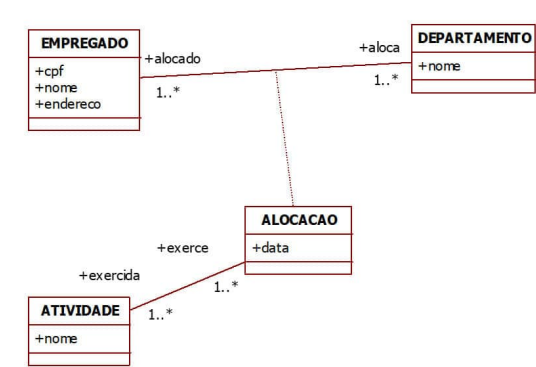 EMPREGADO
+cpf
+nome
+endereco
+alocado
1..*
+aloca
1..*
DEPARTAMENTO
+nome
ALOCACAO
+data
+exerce
1..*
+exercida
1..*
ATIVIDADE
+nome